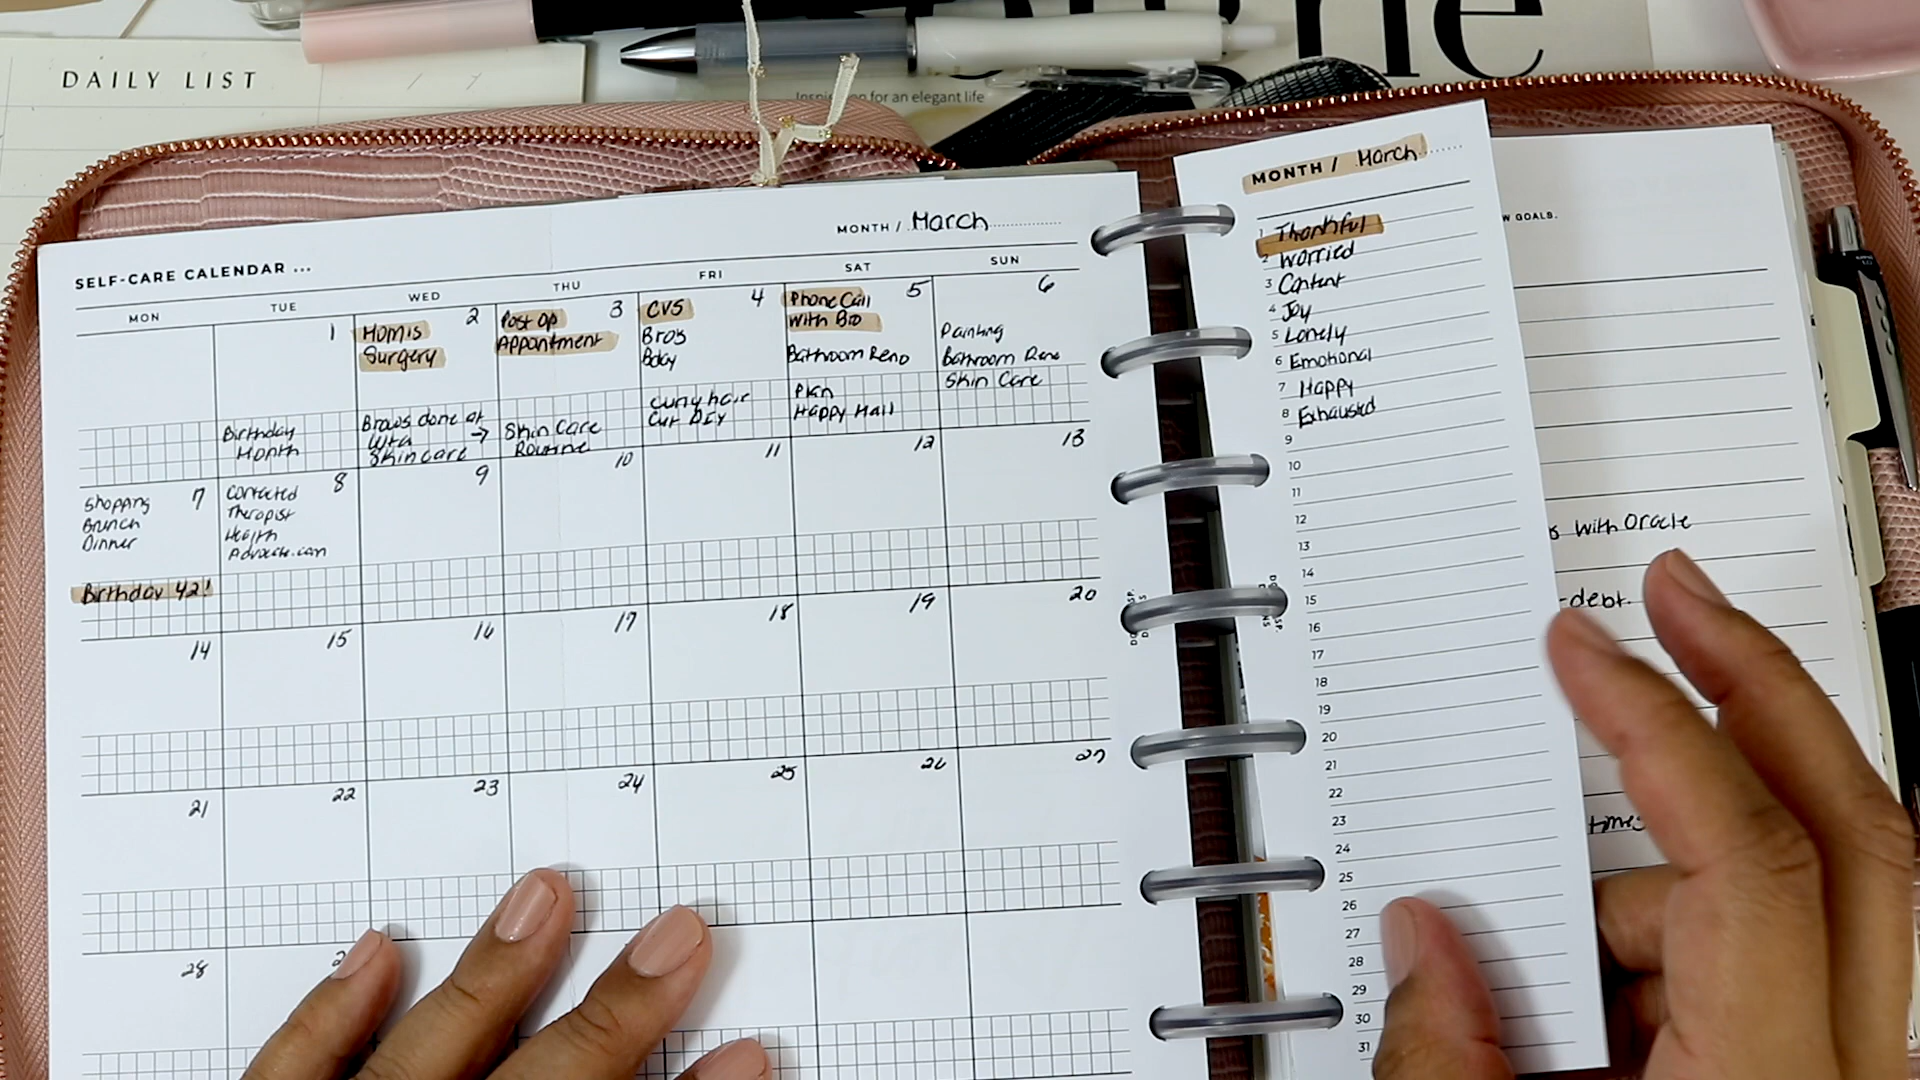 DAILY LIST
Inspiration for an elegant life
SELF-CARE CALENDAR ...
MONTH / March
MON TUE WED THU FRI SAT SUN
1
Birthday
Month
2
Mom's
Surgery
Brows done at
Ulta →
Skincare
3
Post Op
Appointment
Skin Care
Routine
4
CVS
Bros
Bday
Curly hair
Cut DIY
5
Phone Call
with Bro
Bathroom Reno
Plan
Happy Mail
6
Painting
Bathroom Reno
Skin Care
7
Shopping
Brunch
Dinner
Birthday 42!
8
Contacted
Therapist
Health
Advocate.com
9 10 11 12 13
14 15 16 17 18 19 20
21 22 23 24 25 26 27
28
MONTH / March
1 Thankful
2 Worried
3 Content
4 Joy
5 Lonely
6 Emotional
7 Happy
8 Exhausted
9
10
11
12
13
14
15
16
17
18
19
20
21
22
23
24
25
26
27
28
29
30
31
W GOALS.
s with Oracle
-debt.
time